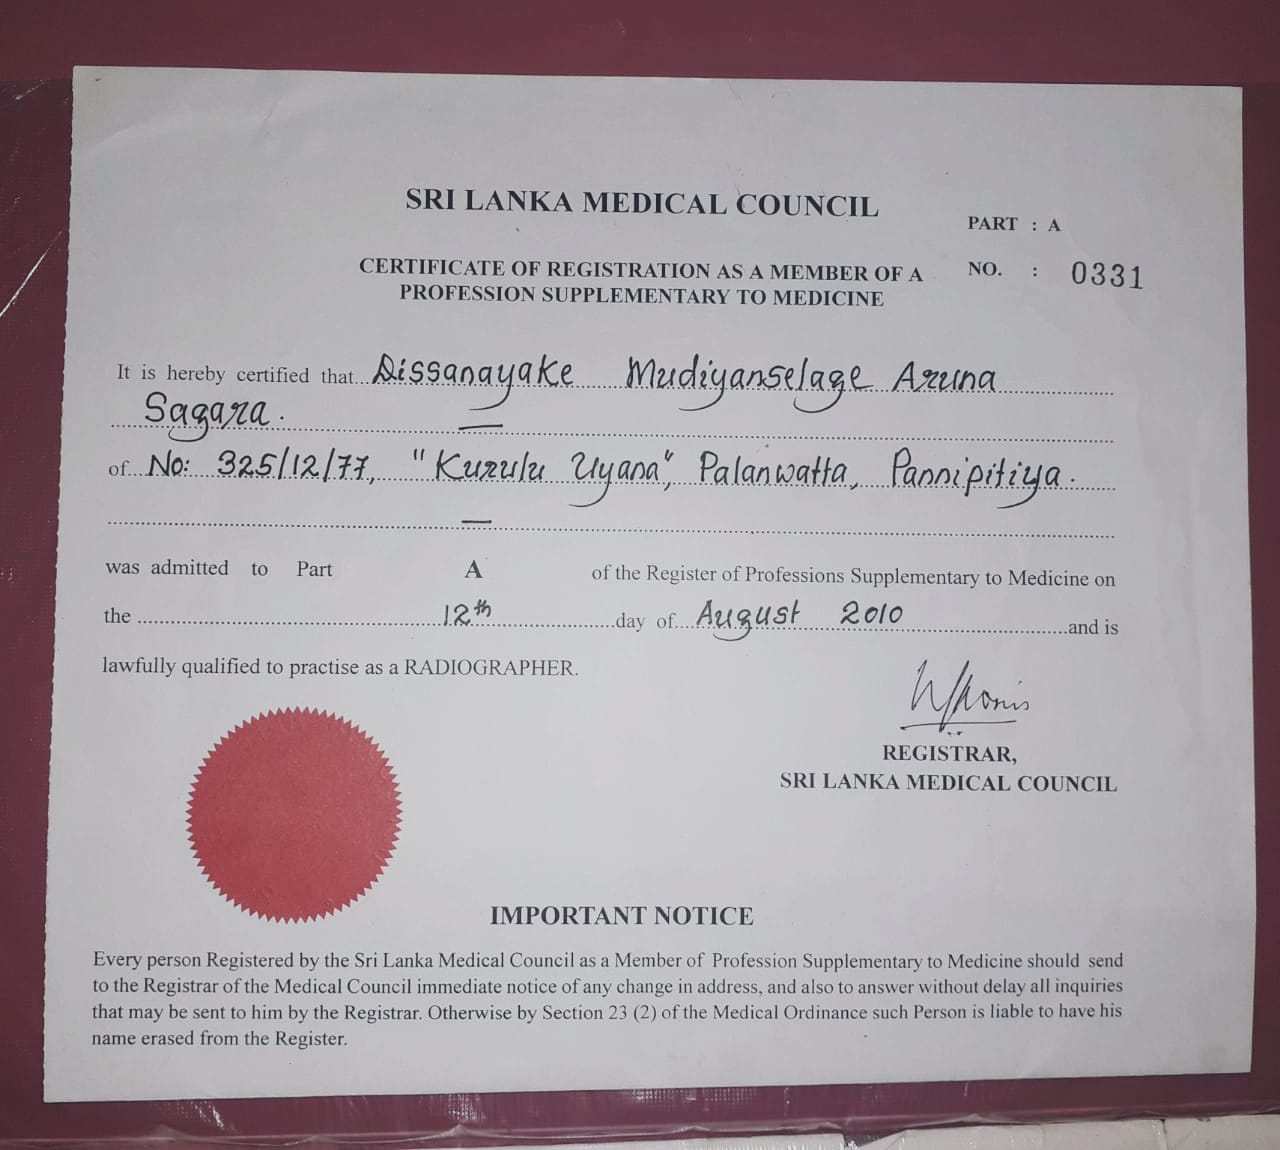 SRI LANKA MEDICAL COUNCIL
PART : A
CERTIFICATE OF REGISTRATION AS A MEMBER OF A
NO. : 0331
PROFESSION SUPPLEMENTARY TO MEDICINE
It is hereby certified that Dissanayake Mudiyanselage Aruna
Sagara.
of No: 325/12/77, "Kurulu Uyana", Palanwatta, Pannipitiya.
was admitted to Part A of the Register of Professions Supplementary to Medicine on
the 12th day of August 2010 and is
lawfully qualified to practise as a RADIOGRAPHER.
REGISTRAR,
SRI LANKA MEDICAL COUNCIL
IMPORTANT NOTICE
Every person Registered by the Sri Lanka Medical Council as a Member of Profession Supplementary to Medicine should send
to the Registrar of the Medical Council immediate notice of any change in address, and also to answer without delay all inquiries
that may be sent to him by the Registrar. Otherwise by Section 23 (2) of the Medical Ordinance such Person is liable to have his
name erased from the Register.